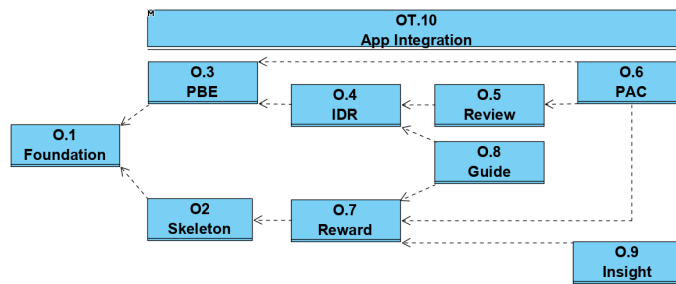 M
OT.10
App Integration
O.3
PBE
O.6
PAC
O.4
IDR
O.5
Review
O.1
Foundation
O.8
Guide
O2
Skeleton
O.7
Reward
O.9
Insight